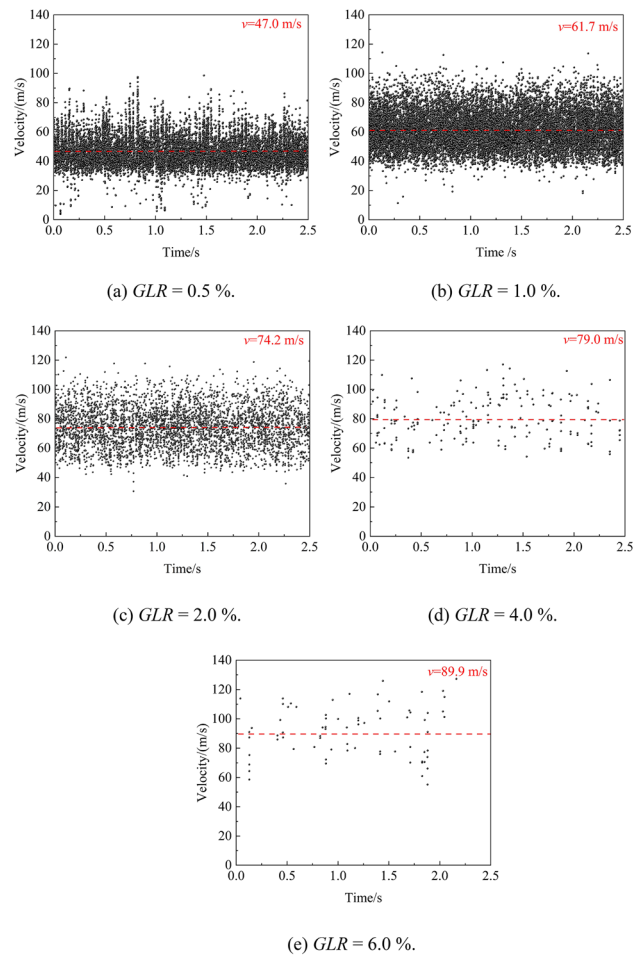 v=47.0 m/s
140
120
100
80
60
40
20
0
Velocity/(m/s)
0.0 0.5 1.0 1.5 2.0 2.5
Time/s
(a) GLR = 0.5 %.
v=61.7 m/s
140
120
100
80
60
40
20
0
Velocity/(m/s)
0.0 0.5 1.0 1.5 2.0 2.5
Time /s
(b) GLR = 1.0 %.
v=74.2 m/s
140
120
100
80
60
40
20
0
Velocity/(m/s)
0.0 0.5 1.0 1.5 2.0 2.5
Time/s
(c) GLR = 2.0 %.
v=79.0 m/s
140
120
100
80
60
40
20
0
Velocity/(m/s)
0.0 0.5 1.0 1.5 2.0 2.5
Time/s
(d) GLR = 4.0 %.
v=89.9 m/s
140
120
100
80
60
40
20
0
Velocity/(m/s)
0.0 0.5 1.0 1.5 2.0 2.5
Time/s
(e) GLR = 6.0 %.